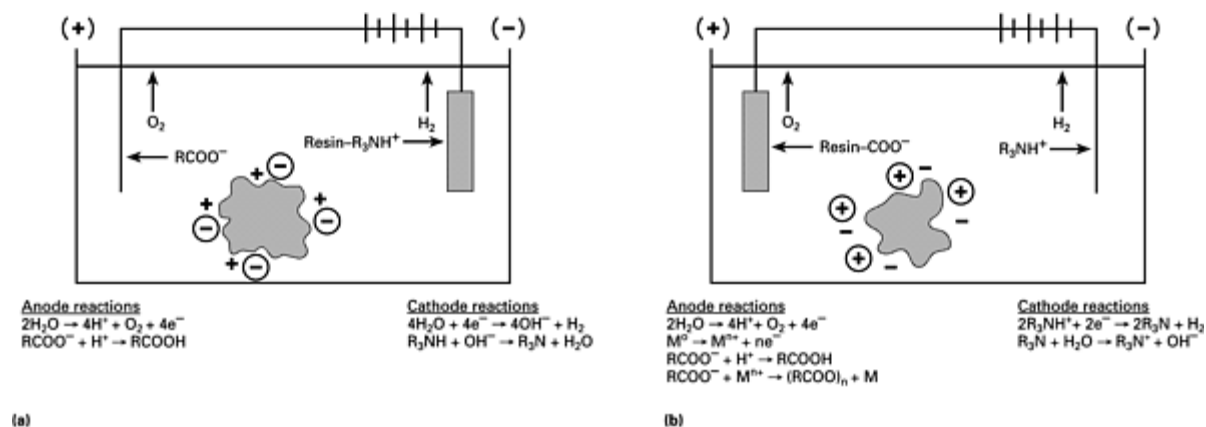 (+) (−)
O₂ H₂
Resin–R₃NH⁺
RCOO⁻
+ −
+ − + −
+ −
Anode reactions
2H₂O → 4H⁺ + O₂ + 4e⁻
RCOO⁻ + H⁺ → RCOOH
Cathode reactions
4H₂O + 4e⁻ → 4OH⁻ + H₂
R₃NH + OH⁻ → R₃N + H₂O
(a)
(+) (−)
O₂ H₂
Resin–COO⁻ R₃NH⁺
+ − +
+ − −
+ −
Anode reactions
2H₂O → 4H⁺ + O₂ + 4e⁻
M⁰ → Mⁿ⁺ + ne⁻
RCOO⁻ + H⁺ → RCOOH
RCOO⁻ + Mⁿ⁺ → (RCOO)ₙ + M
Cathode reactions
2R₃NH⁺ + 2e⁻ → 2R₃N + H₂
R₃N + H₂O → R₃N⁺ + OH⁻
(b)